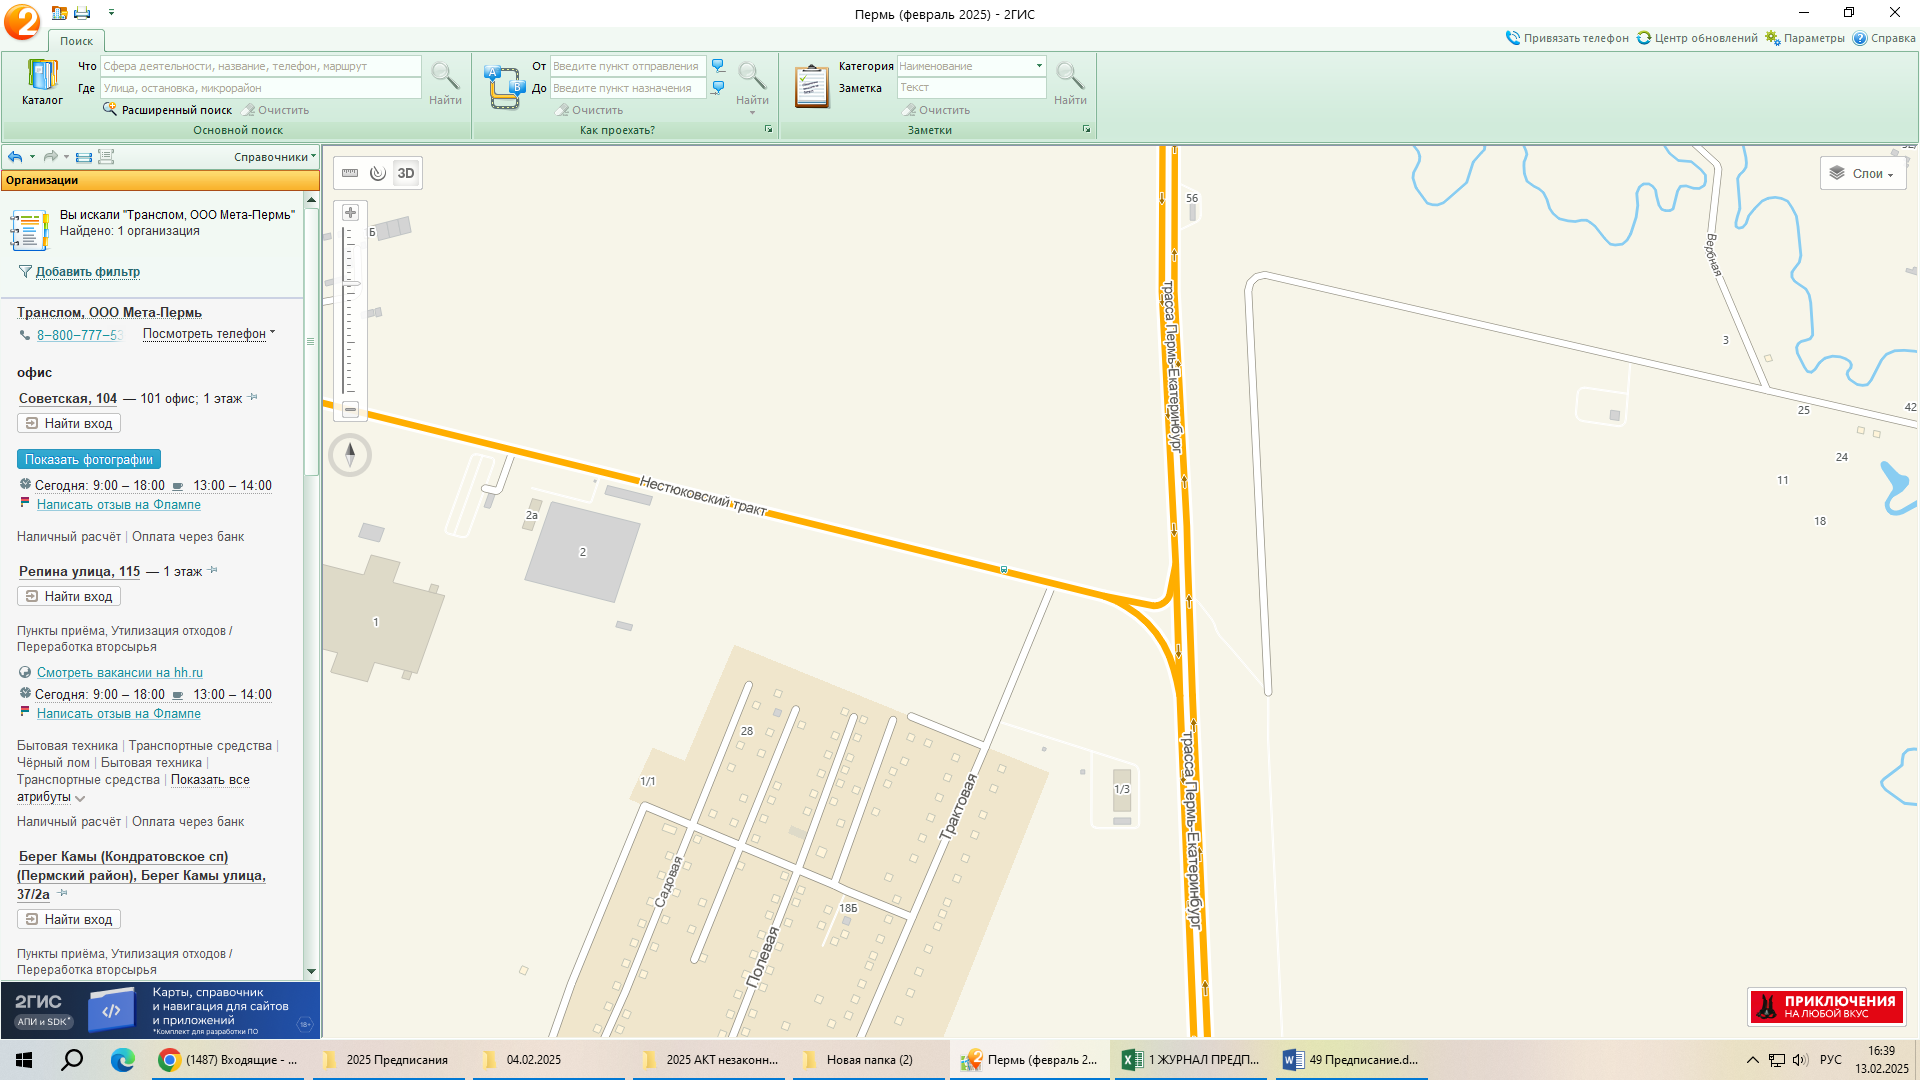 Пермь (февраль 2025) - 2ГИС
Поиск
Привязать телефон
Центр обновлений
Параметры
Справка
Каталог
Что
Сфера деятельности, название, телефон, маршрут
Где
Улица, остановка, микрорайон
Расширенный поиск
Очистить
Найти
Основной поиск
От
Введите пункт отправления
До
Введите пункт назначения
Очистить
Найти
Как проехать?
Категория
Наименование
Заметка
Текст
Очистить
Найти
Заметки
Справочники
Организации
Вы искали "Транслом, ООО Мета-Пермь"
Найдено: 1 организация
Добавить фильтр
Транслом, ООО Мета-Пермь
8−800−777−53
Посмотреть телефон
офис
Советская, 104 — 101 офис; 1 этаж
Найти вход
Показать фотографии
Сегодня: 9:00 – 18:00 13:00 – 14:00
Написать отзыв на Флампе
Наличный расчёт | Оплата через банк
Репина улица, 115 — 1 этаж
Найти вход
Пункты приёма, Утилизация отходов /
Переработка вторсырья
Смотреть вакансии на hh.ru
Сегодня: 9:00 – 18:00 13:00 – 14:00
Написать отзыв на Флампе
Бытовая техника | Транспортные средства |
Чёрный лом | Бытовая техника |
Транспортные средства | Показать все
атрибуты
Наличный расчёт | Оплата через банк
Берег Камы (Кондратовское сп)
(Пермский район), Берег Камы улица,
37/2а
Найти вход
Пункты приёма, Утилизация отходов /
Переработка вторсырья
2ГИС
АПИ и SDK*
Карты, справочник
и навигация для сайтов
и приложений
*Комплект для разработки ПО
18+
3D
Слои
Б
56
трасса Пермь-Екатеринбург
Вербная
3
25
42
24
11
18
Нестюковский тракт
2а
2
1
28
1/1
1/3
18Б
Трактовая
Садовая
Полевая
трасса Пермь-Екатеринбург
ПРИКЛЮЧЕНИЯ
НА ЛЮБОЙ ВКУС
(1487) Входящие - ...
2025 Предписания
04.02.2025
2025 АКТ незаконн...
Новая папка (2)
Пермь (февраль 2...
1 ЖУРНАЛ ПРЕДП...
49 Предписание.d...
РУС
16:39
13.02.2025